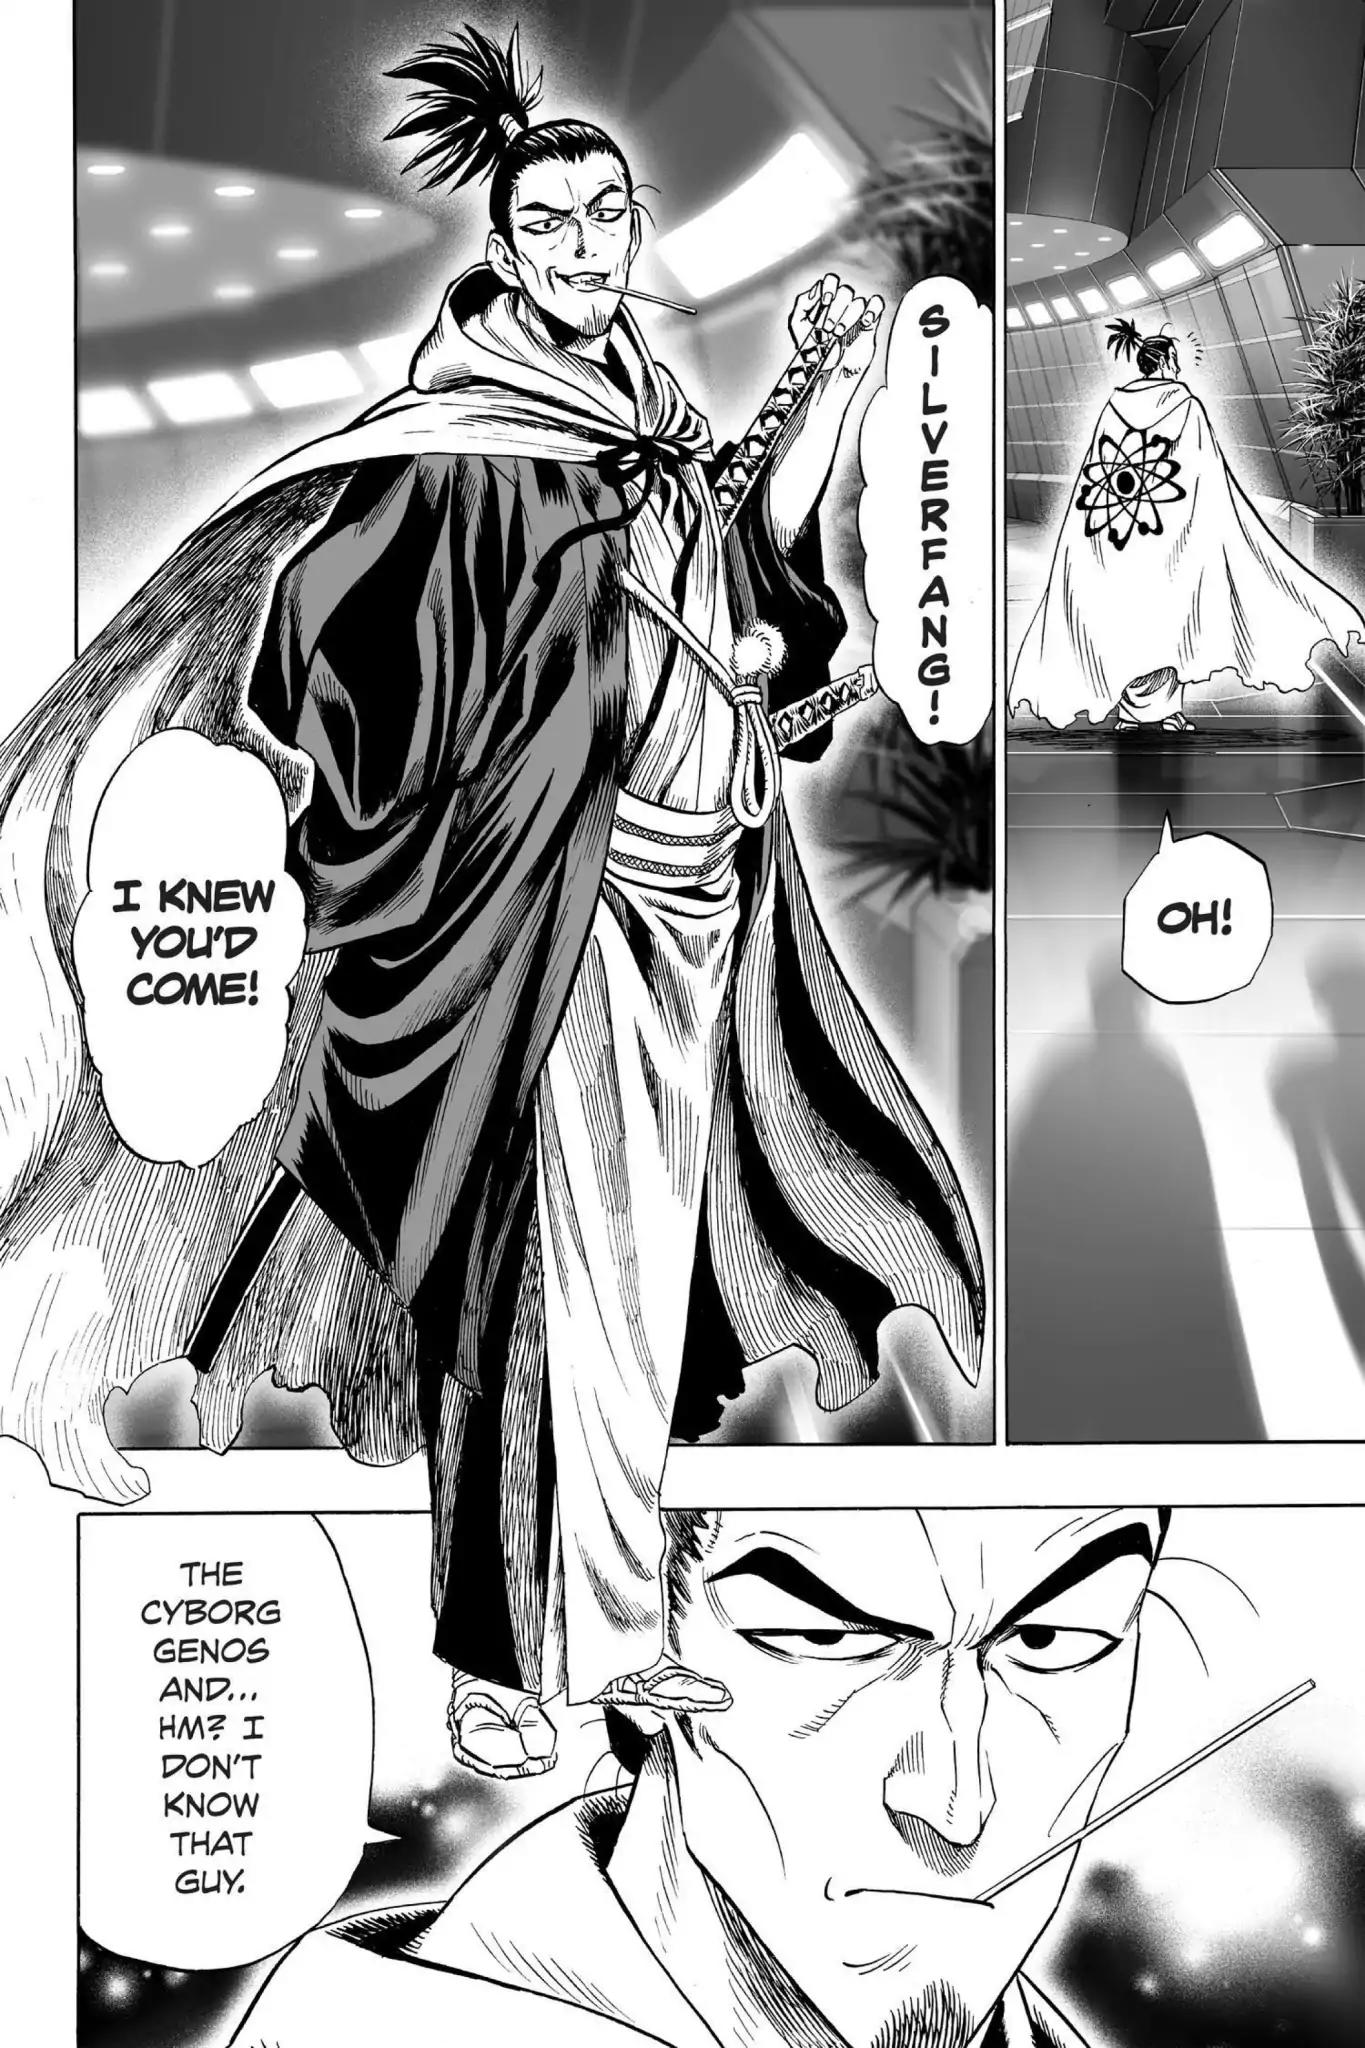 OH!
SILVERFANG!
I KNEW
YOU'D
COME!
THE
CYBORG
GENOS
AND...
HM? I
DON'T
KNOW
THAT
GUY.